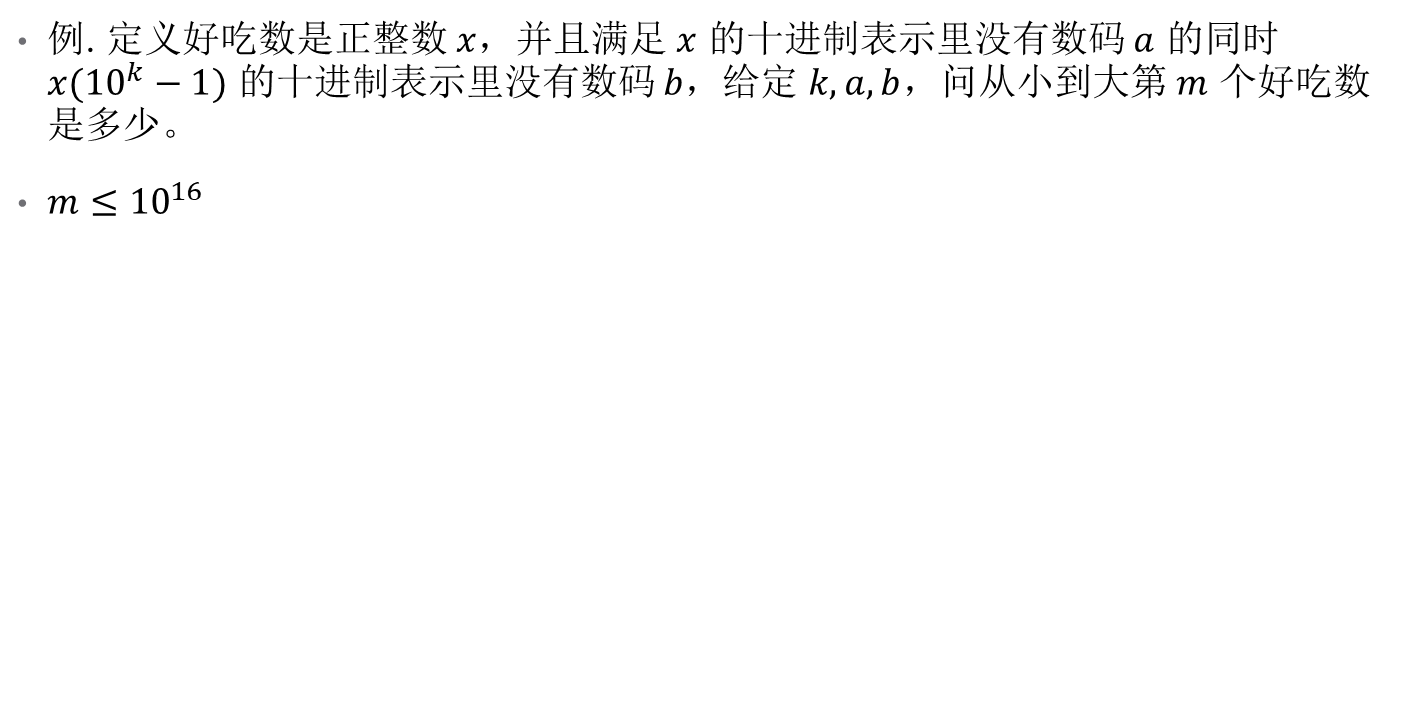 • 例. 定义好吃数是正整数 x，并且满足 x 的十进制表示里没有数码 a 的同时
x(10^k − 1) 的十进制表示里没有数码 b，给定 k, a, b，问从小到大第 m 个好吃数
是多少。
• m ≤ 10^16